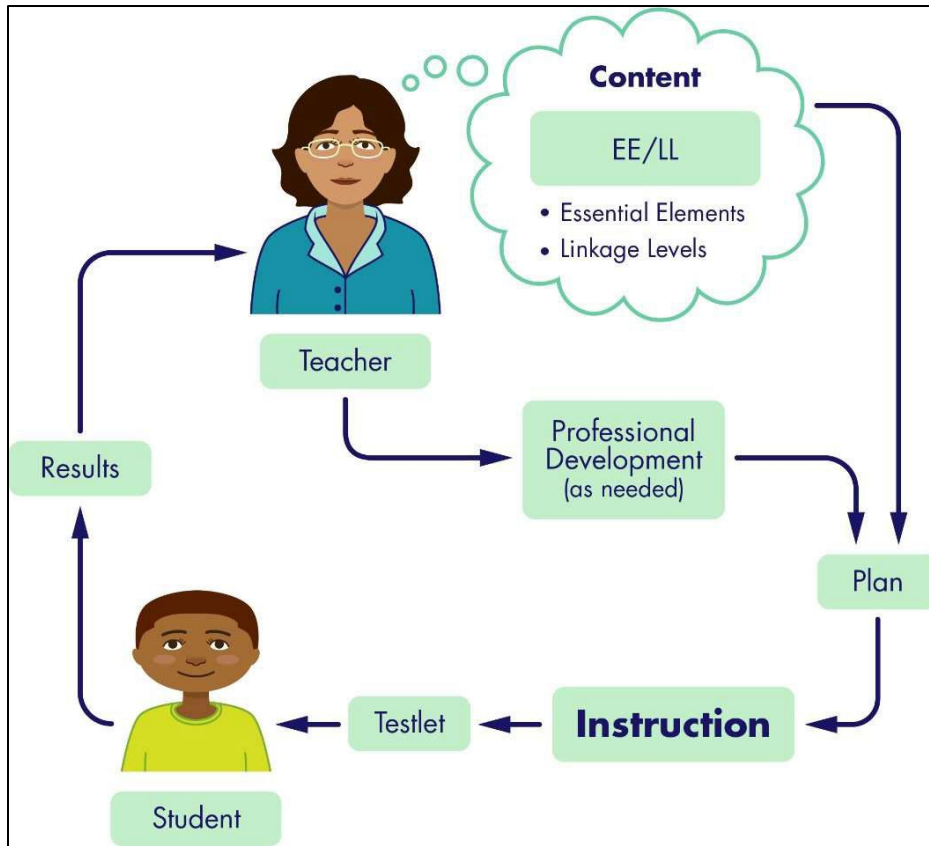 Content
EE/LL
• Essential Elements
• Linkage Levels
Teacher
Professional
Development
(as needed)
Results
Plan
Instruction
Testlet
Student